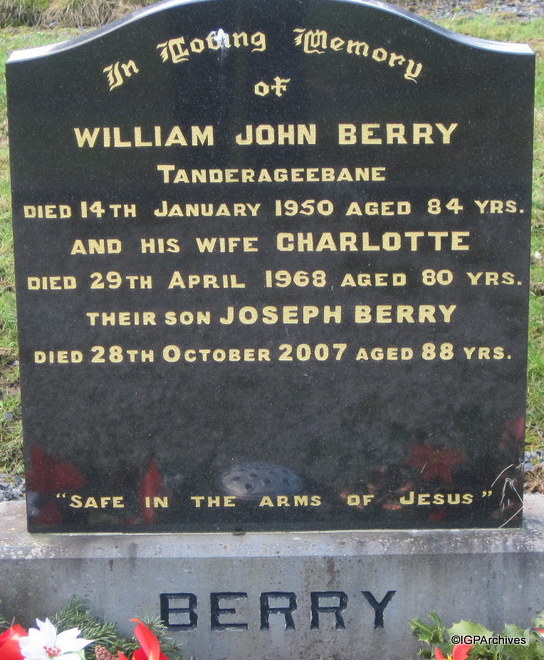 In Loving Memory
of
WILLIAM JOHN BERRY
TANDERAGEEBANE
DIED 14TH JANUARY 1950 AGED 84 YRS.
AND HIS WIFE CHARLOTTE
DIED 29TH APRIL 1968 AGED 80 YRS.
THEIR SON JOSEPH BERRY
DIED 28TH OCTOBER 2007 AGED 88 YRS.
"SAFE IN THE ARMS OF JESUS"
BERRY
©IGPArchives